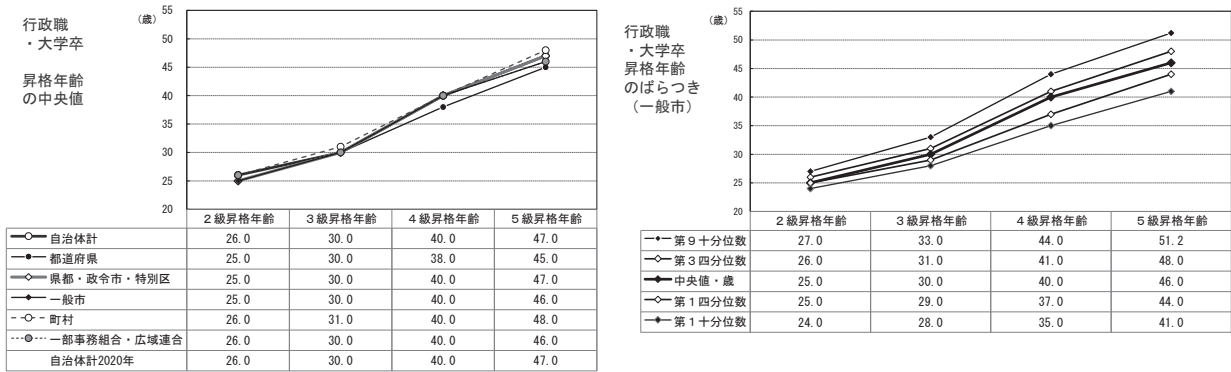 行政職
・大学卒
昇格年齢
の中央値
(歳)
55
50
45
40
35
30
25
20
2級昇格年齢 3級昇格年齢 4級昇格年齢 5級昇格年齢
自治体計 26.0 30.0 40.0 47.0
都道府県 25.0 30.0 38.0 45.0
県都・政令市・特別区 25.0 30.0 40.0 47.0
一般市 25.0 30.0 40.0 46.0
町村 26.0 31.0 40.0 48.0
一部事務組合・広域連合 26.0 30.0 40.0 46.0
自治体計2020年 26.0 30.0 40.0 47.0
行政職
・大学卒
昇格年齢
のばらつき
(一般市)
(歳)
55
50
45
40
35
30
25
20
2級昇格年齢 3級昇格年齢 4級昇格年齢 5級昇格年齢
第9十分位数 27.0 33.0 44.0 51.2
第3四分位数 26.0 31.0 41.0 48.0
中央値・歳 25.0 30.0 40.0 46.0
第1四分位数 25.0 29.0 37.0 44.0
第1十分位数 24.0 28.0 35.0 41.0